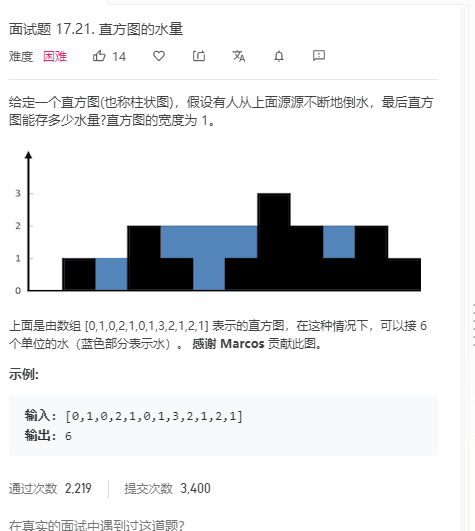 面试题 17.21. 直方图的水量
难度 困难 14
给定一个直方图(也称柱状图)，假设有人从上面源源不断地倒水，最后直方
图能存多少水量?直方图的宽度为 1。
3
2
1
0
上面是由数组 [0,1,0,2,1,0,1,3,2,1,2,1] 表示的直方图，在这种情况下，可以接 6
个单位的水（蓝色部分表示水）。 感谢 Marcos 贡献此图。
示例:
输入: [0,1,0,2,1,0,1,3,2,1,2,1]
输出: 6
通过次数 2,219 提交次数 3,400
在真实的面试中遇到过这道题?